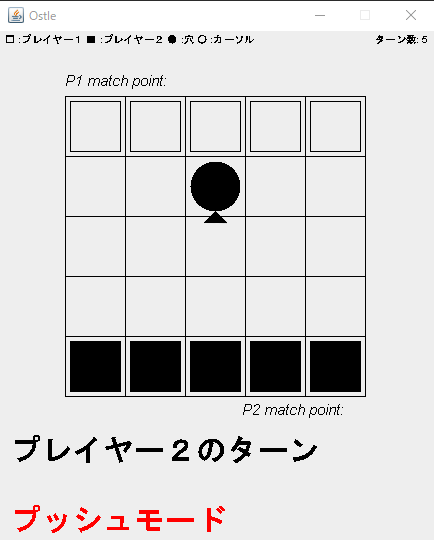 Ostle
□ :プレイヤー１ ■ :プレイヤー２ ● :穴 〇 :カーソル ターン数: 5
P1 match point:
P2 match point:
プレイヤー２のターン
プッシュモード